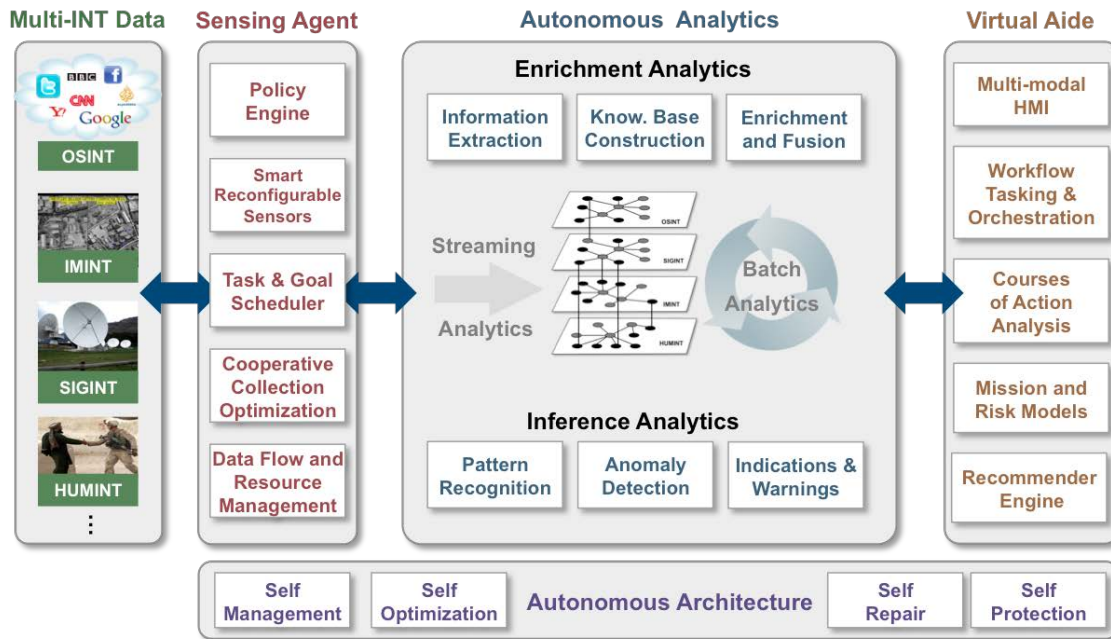 Multi-INT Data
Sensing Agent
Autonomous Analytics
Virtual Aide
BBC
CNN
Y!
Google
OSINT
IMINT
SIGINT
HUMINT
⋮
Policy
Engine
Smart
Reconfigurable
Sensors
Task & Goal
Scheduler
Cooperative
Collection
Optimization
Data Flow and
Resource
Management
Enrichment Analytics
Information
Extraction
Know. Base
Construction
Enrichment
and Fusion
Streaming
Analytics
OSINT
SIGINT
IMINT
HUMINT
Batch
Analytics
Inference Analytics
Pattern
Recognition
Anomaly
Detection
Indications &
Warnings
Multi-modal
HMI
Workflow
Tasking &
Orchestration
Courses
of Action
Analysis
Mission and
Risk Models
Recommender
Engine
Self
Management
Self
Optimization
Autonomous Architecture
Self
Repair
Self
Protection